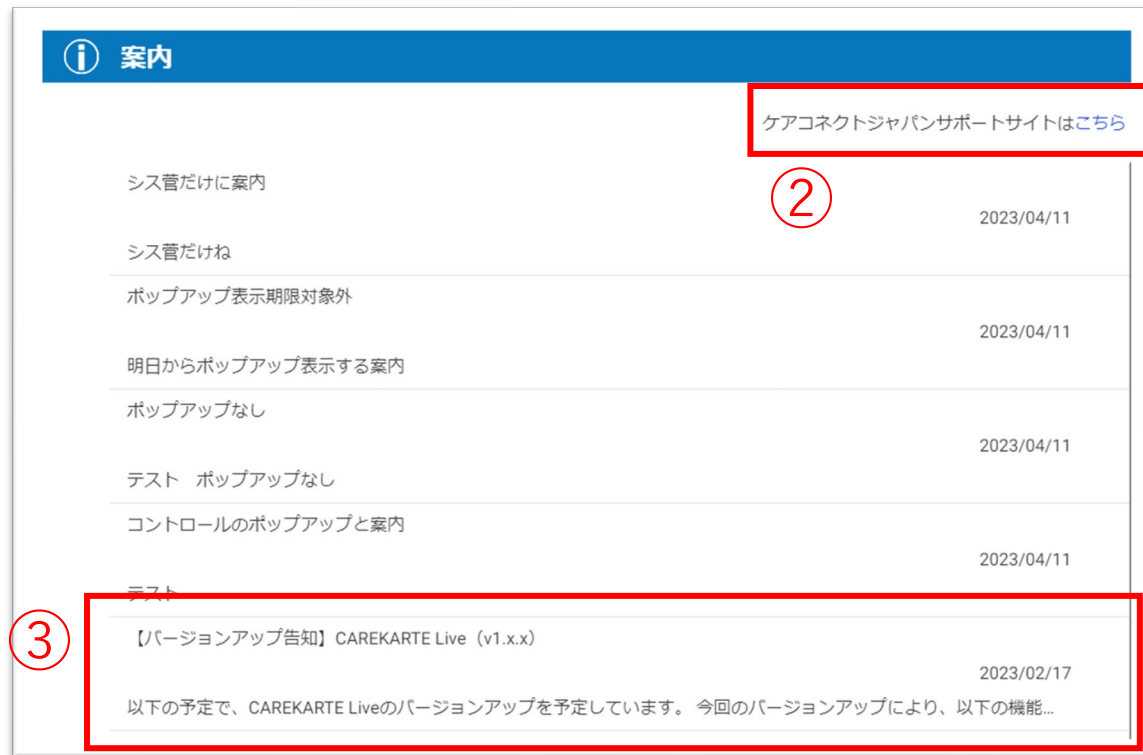 案内
ケアコネクトジャパンサポートサイトはこちら
②
シス菅だけに案内
2023/04/11
シス菅だけね
ポップアップ表示期限対象外
2023/04/11
明日からポップアップ表示する案内
ポップアップなし
2023/04/11
テスト　ポップアップなし
コントロールのポップアップと案内
2023/04/11
テスト
③
【バージョンアップ告知】CAREKARTE Live（v1.x.x）
2023/02/17
以下の予定で、CAREKARTE Liveのバージョンアップを予定しています。 今回のバージョンアップにより、以下の機能...